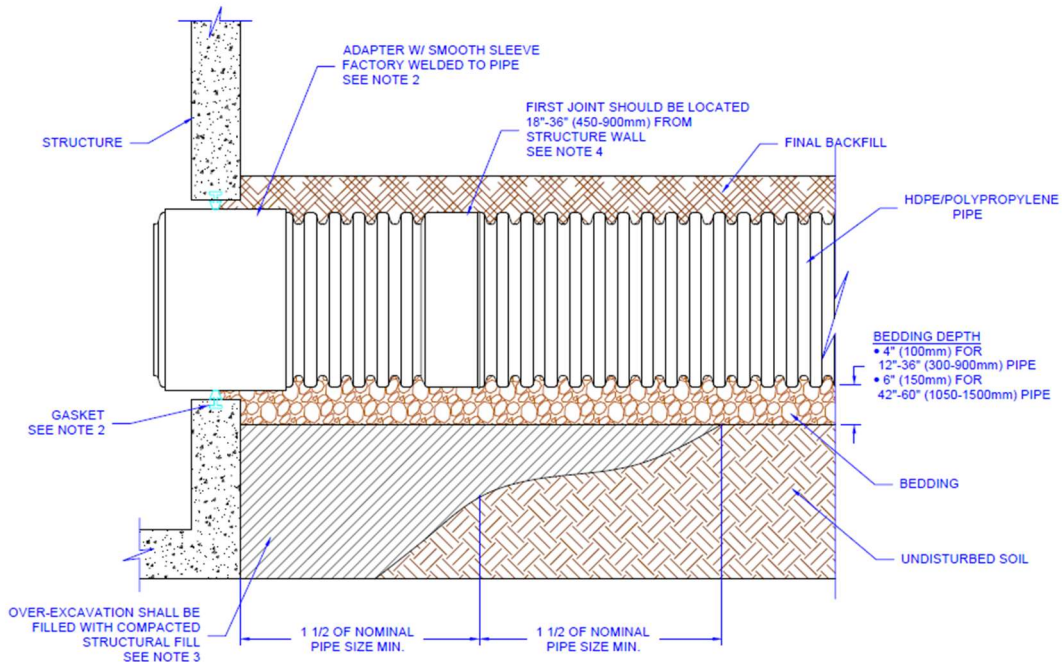 ADAPTER W/ SMOOTH SLEEVE
FACTORY WELDED TO PIPE
SEE NOTE 2
FIRST JOINT SHOULD BE LOCATED
18"-36" (450-900mm) FROM
STRUCTURE WALL
SEE NOTE 4
STRUCTURE
FINAL BACKFILL
HDPE/POLYPROPYLENE
PIPE
BEDDING DEPTH
• 4" (100mm) FOR
12"-36" (300-900mm) PIPE
• 6" (150mm) FOR
42"-60" (1050-1500mm) PIPE
GASKET
SEE NOTE 2
BEDDING
UNDISTURBED SOIL
OVER-EXCAVATION SHALL BE
FILLED WITH COMPACTED
STRUCTURAL FILL
SEE NOTE 3
1 1/2 OF NOMINAL
PIPE SIZE MIN.
1 1/2 OF NOMINAL
PIPE SIZE MIN.